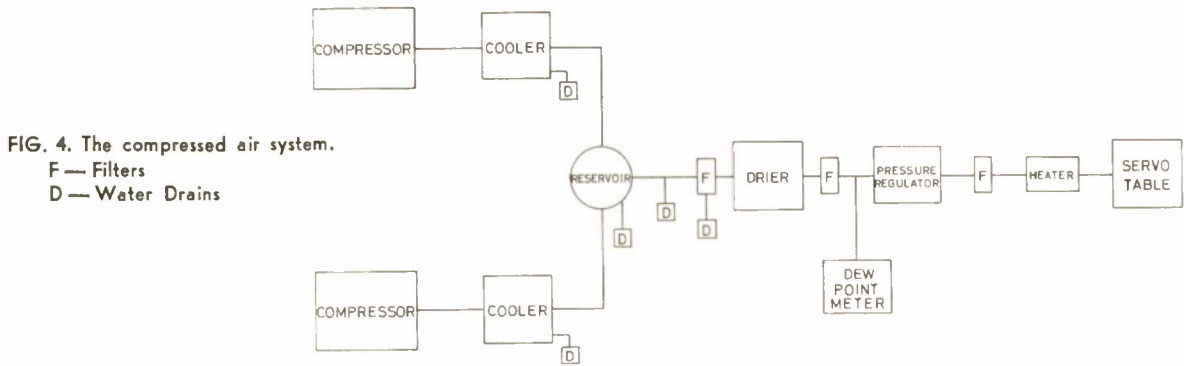 FIG. 4. The compressed air system.
F — Filters
D — Water Drains
COMPRESSOR
COOLER
D
RESERVOIR
D
D
F
D
DRIER
F
DEW
POINT
METER
PRESSURE
REGULATOR
F
HEATER
SERVO
TABLE
COMPRESSOR
COOLER
D